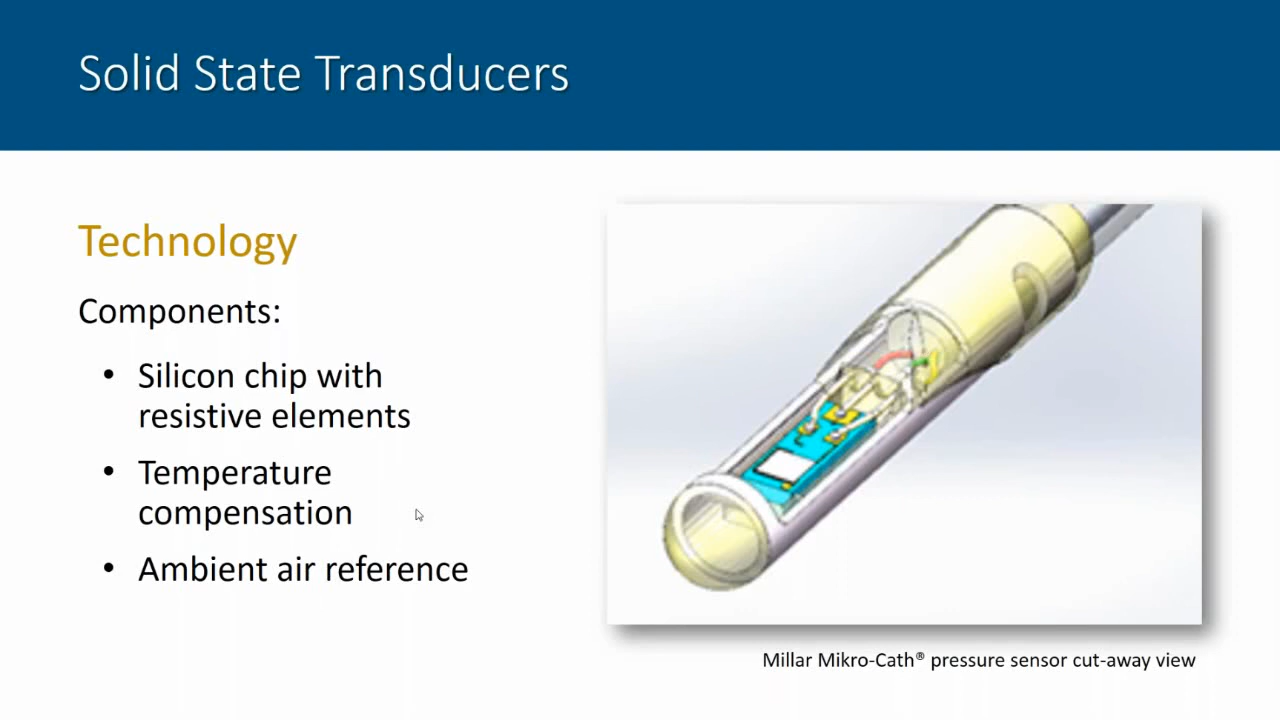 Solid State Transducers
Technology
Components:
• Silicon chip with
resistive elements
• Temperature
compensation
• Ambient air reference
Millar Mikro-Cath® pressure sensor cut-away view